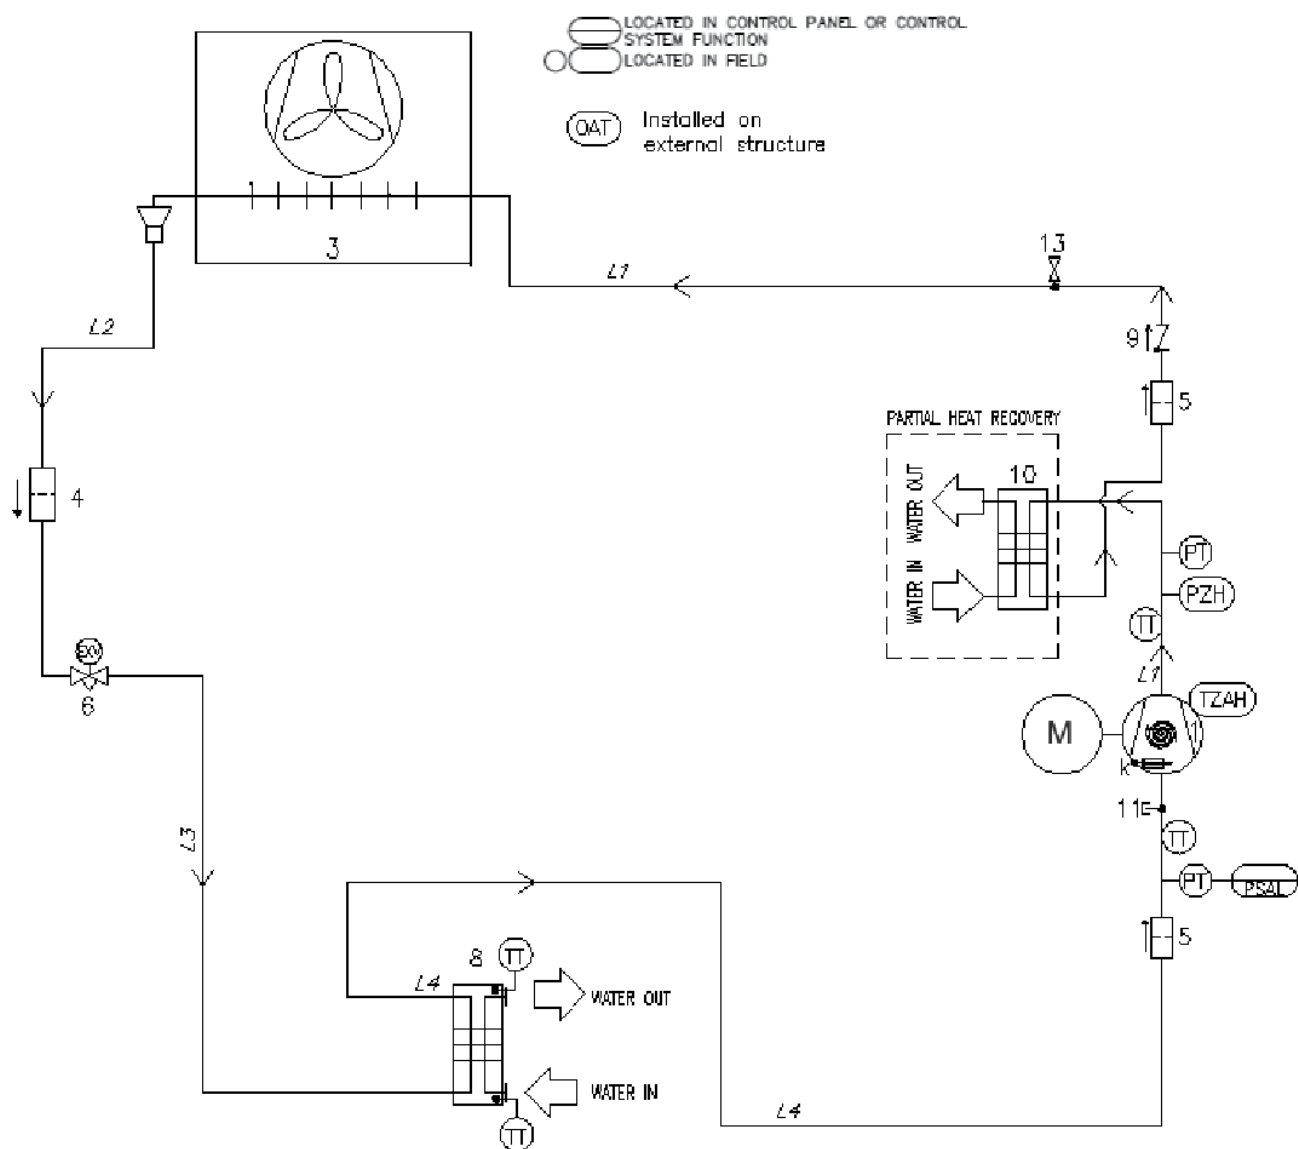 LOCATED IN CONTROL PANEL OR CONTROL
SYSTEM FUNCTION
LOCATED IN FIELD
OAT
Installed on
external structure
3
L1
13
L2
9
5
PARTIAL HEAT RECOVERY
10
WATER OUT
WATER IN
4
PT
PZH
TT
L1
EXV
6
TZAH
M
1
k
11
TT
L3
PT
PSAL
5
8
TT
L4
WATER OUT
WATER IN
L4
TT